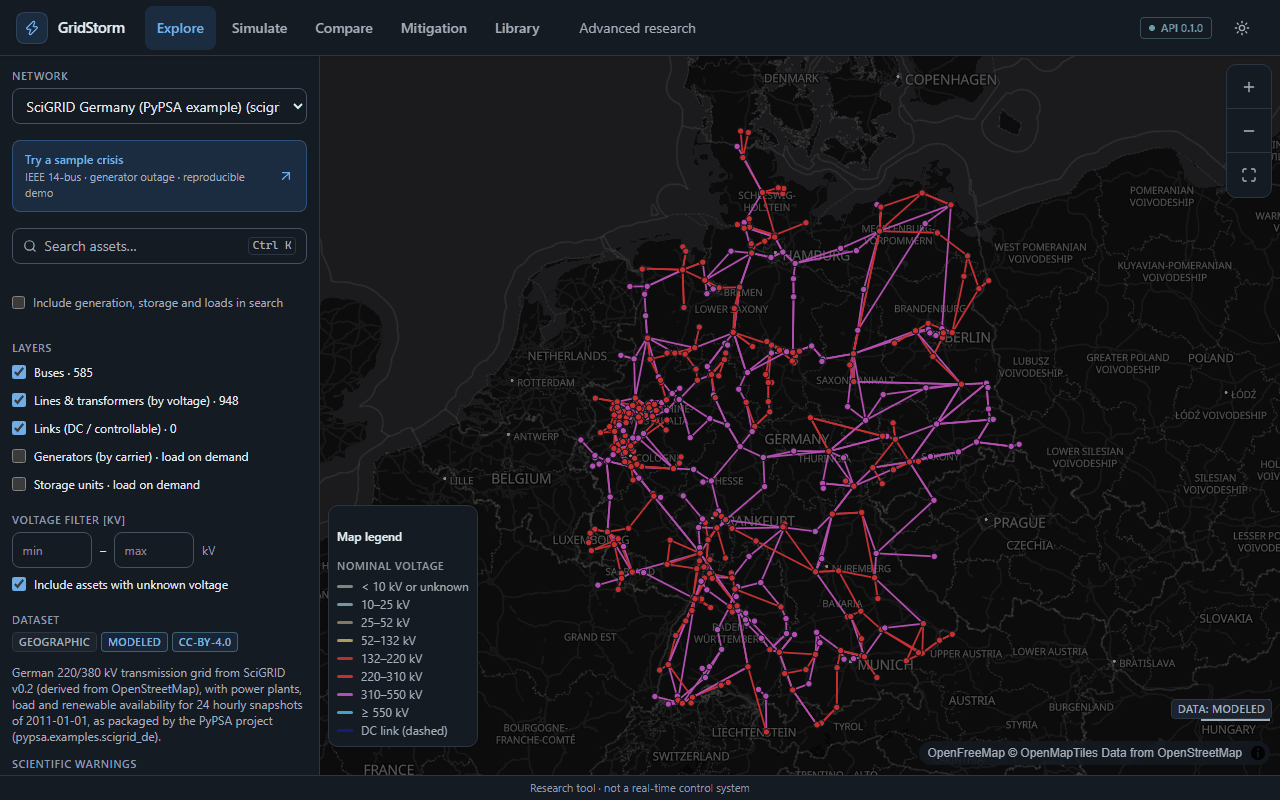 GridStorm
Explore
Simulate
Compare
Mitigation
Library
Advanced research
API 0.1.0
NETWORK
SciGRID Germany (PyPSA example) (scigr
Try a sample crisis
IEEE 14-bus · generator outage · reproducible
demo
Search assets...
Ctrl K
Include generation, storage and loads in search
LAYERS
Buses · 585
Lines & transformers (by voltage) · 948
Links (DC / controllable) · 0
Generators (by carrier) · load on demand
Storage units · load on demand
VOLTAGE FILTER [KV]
min – max kV
Include assets with unknown voltage
DATASET
GEOGRAPHIC
MODELED
CC-BY-4.0
German 220/380 kV transmission grid from SciGRID
v0.2 (derived from OpenStreetMap), with power plants,
load and renewable availability for 24 hourly snapshots
of 2011-01-01, as packaged by the PyPSA project
(pypsa.examples.scigrid_de).
SCIENTIFIC WARNINGS
Map legend
NOMINAL VOLTAGE
< 10 kV or unknown
10–25 kV
25–52 kV
52–132 kV
132–220 kV
220–310 kV
310–550 kV
≥ 550 kV
DC link (dashed)
DENMARK
COPENHAGEN
POMERANIAN
VOIVODESHIP
HAMBURG
WEST POMERANIAN
VOIVODESHIP
KUYAVIAN-POMERANIAN
VOIVODESHIP
BREMEN
LOWER SAXONY
BRANDENBURG
BERLIN
NETHERLANDS
LUBUSZ
VOIVODESHIP
GREATER POLAND
VOIVODESHIP
POLAND
ROTTERDAM
ŁÓDŹ
ŁÓDŹ VOIVODESHIP
ANTWERP
GERMANY
LOWER SILESIAN
VOIVODESHIP
SILESIAN
VOIVODESHIP
LILLE
BELGIUM
HESSE
PRAGUE
CZECHIA
LUXEMBOURG
NUREMBERG
BAVARIA
GRAND EST
SLOVAKIA
MUNICH
UPPER AUSTRIA
LOWER AUSTRIA
BRATISLAVA
AUSTRIA
BURGENLAND
STYRIA
HUNGARY
BOURGOGNE-
FRANCHE-COMTÉ
LIECHTENSTEIN
TYROL
SWITZERLAND
FRANCE
DATA: MODELED
OpenFreeMap © OpenMapTiles Data from OpenStreetMap
Research tool · not a real-time control system